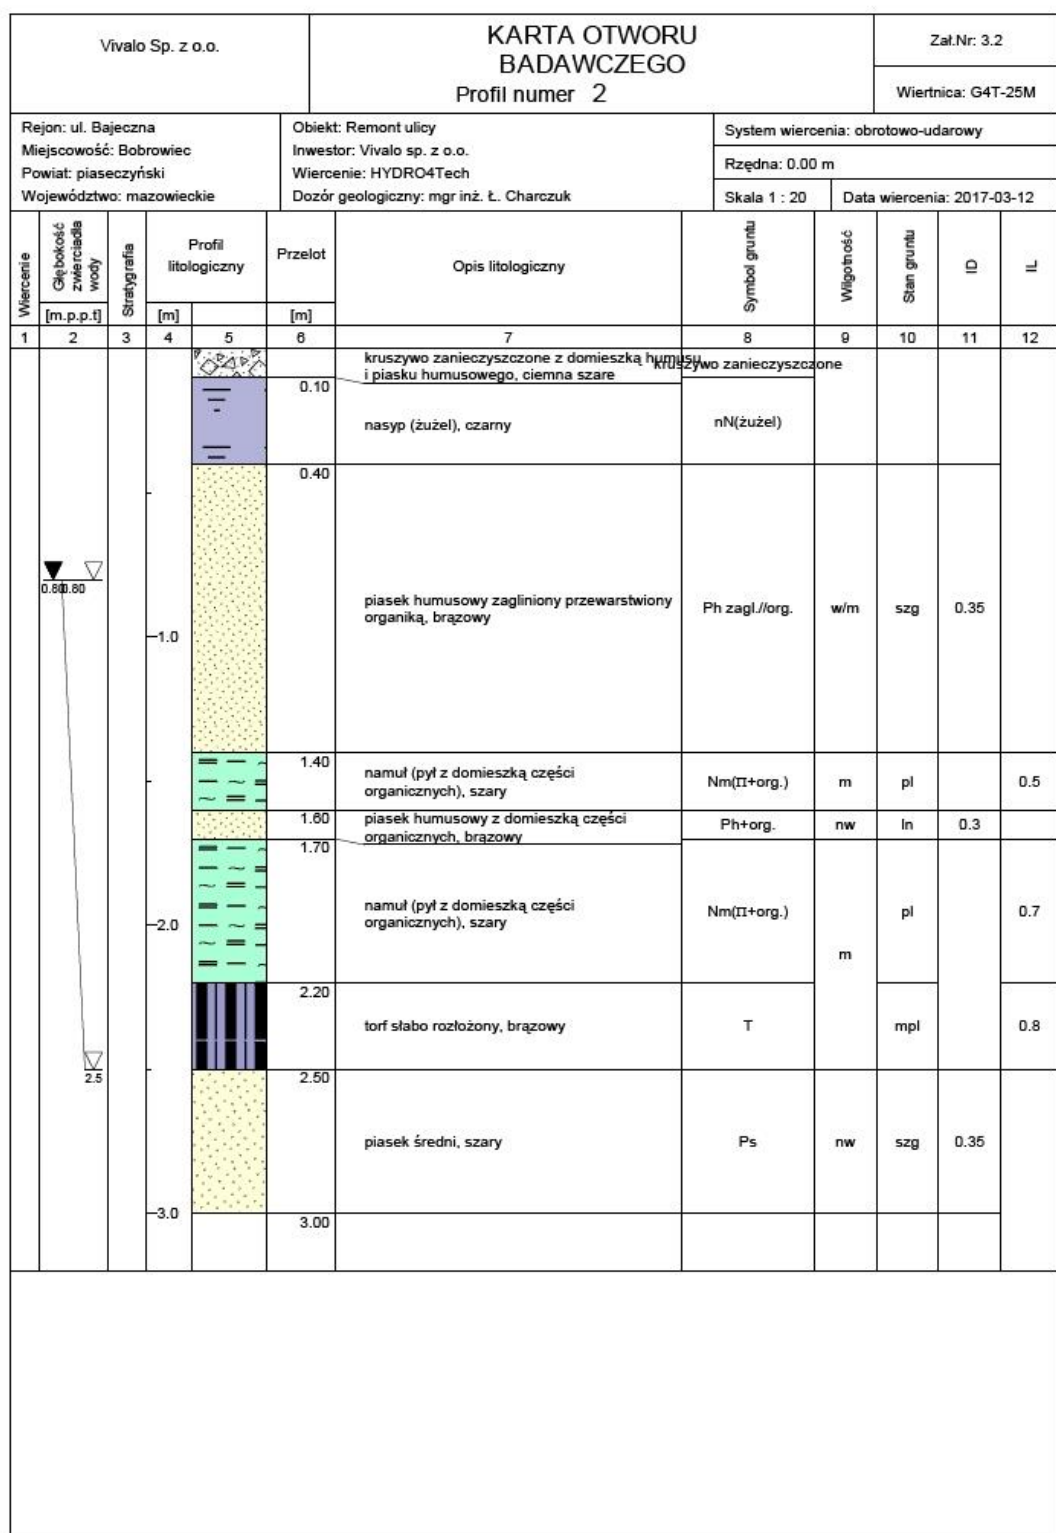 Vivalo Sp. z o.o.
KARTA OTWORU
BADAWCZEGO
Profil numer 2
Zał.Nr: 3.2
Wiertnica: G4T-25M
Rejon: ul. Bajeczna
Miejscowość: Bobrowiec
Powiat: piaseczyński
Województwo: mazowieckie
Obiekt: Remont ulicy
Inwestor: Vivalo sp. z o.o.
Wiercenie: HYDRO4Tech
Dozór geologiczny: mgr inż. Ł. Charczuk
System wiercenia: obrotowo-udarowy
Rzędna: 0.00 m
Skala 1 : 20
Data wiercenia: 2017-03-12
Wiercenie
Głębokość
zwierciadła
wody
[m.p.p.t]
Stratygrafia
Profil
litologiczny
[m]
Przelot
[m]
Opis litologiczny
Symbol gruntu
Wilgotność
Stan gruntu
ID
IL
1 2 3 4 5 6 7 8 9 10 11 12
kruszywo zanieczyszczone z domieszką humusu
i piasku humusowego, ciemna szare
kruszywo zanieczyszczone
0.10
nasyp (żużel), czarny
nN(żużel)
0.40
0.80 0.80
piasek humusowy zagliniony przewarstwiony
organiką, brązowy
Ph zagl.//org.
w/m
szg
0.35
1.0
1.40
namuł (pył z domieszką części
organicznych), szary
Nm(π+org.)
m
pl
0.5
1.60
piasek humusowy z domieszką części
organicznych, brązowy
Ph+org.
nw
ln
0.3
1.70
namuł (pył z domieszką części
organicznych), szary
Nm(π+org.)
pl
0.7
2.0
m
2.20
torf słabo rozłożony, brązowy
T
mpl
0.8
2.5
2.50
piasek średni, szary
Ps
nw
szg
0.35
3.0
3.00